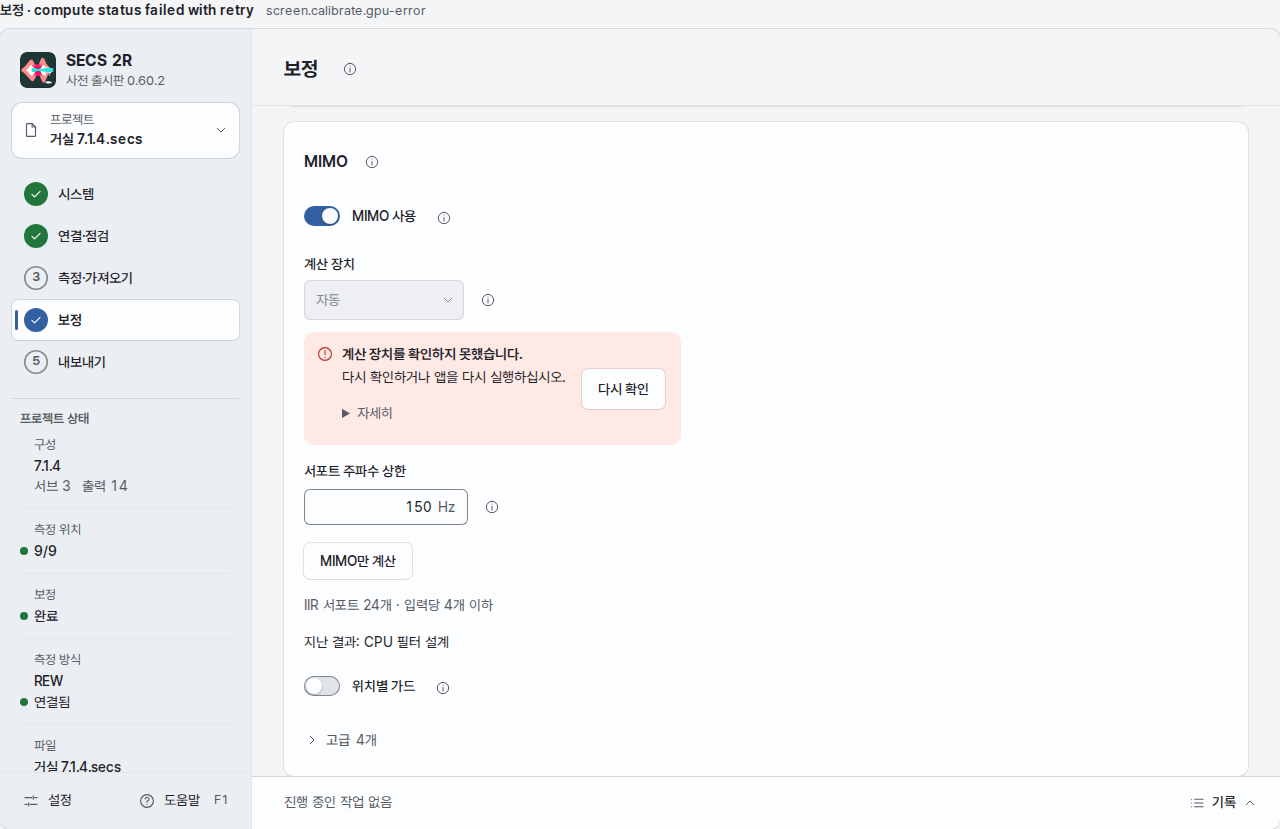 보정 · compute status failed with retry screen.calibrate.gpu-error
SECS 2R
사전 출시판 0.60.2
프로젝트
거실 7.1.4.secs
시스템
연결·점검
3 측정·가져오기
보정
5 내보내기
프로젝트 상태
구성
7.1.4
서브 3 출력 14
측정 위치
9/9
보정
완료
측정 방식
REW
연결됨
파일
거실 7.1.4.secs
설정 도움말 F1
보정
MIMO
MIMO 사용
계산 장치
자동
계산 장치를 확인하지 못했습니다.
다시 확인하거나 앱을 다시 실행하십시오.
다시 확인
자세히
서포트 주파수 상한
150 Hz
MIMO만 계산
IIR 서포트 24개 · 입력당 4개 이하
지난 결과: CPU 필터 설계
위치별 가드
고급 4개
진행 중인 작업 없음
기록